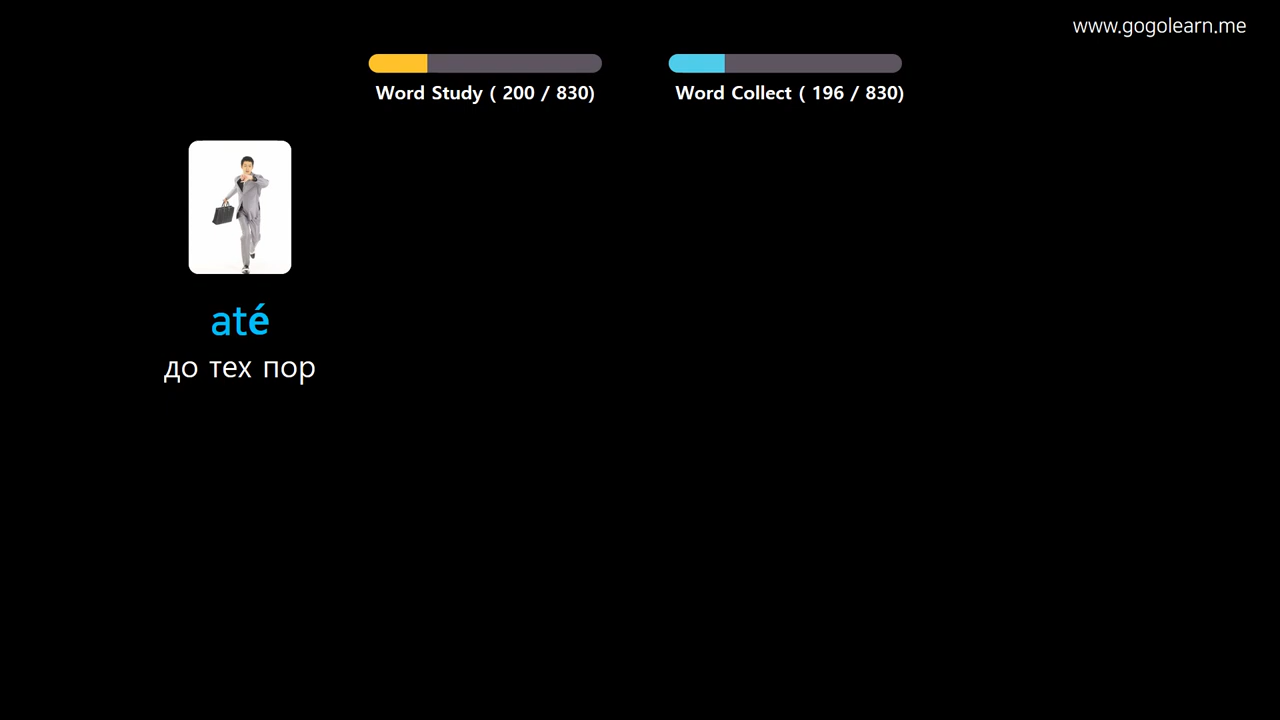 www.gogolearn.me
Word Study ( 200 / 830)
Word Collect ( 196 / 830)
até
до тех пор